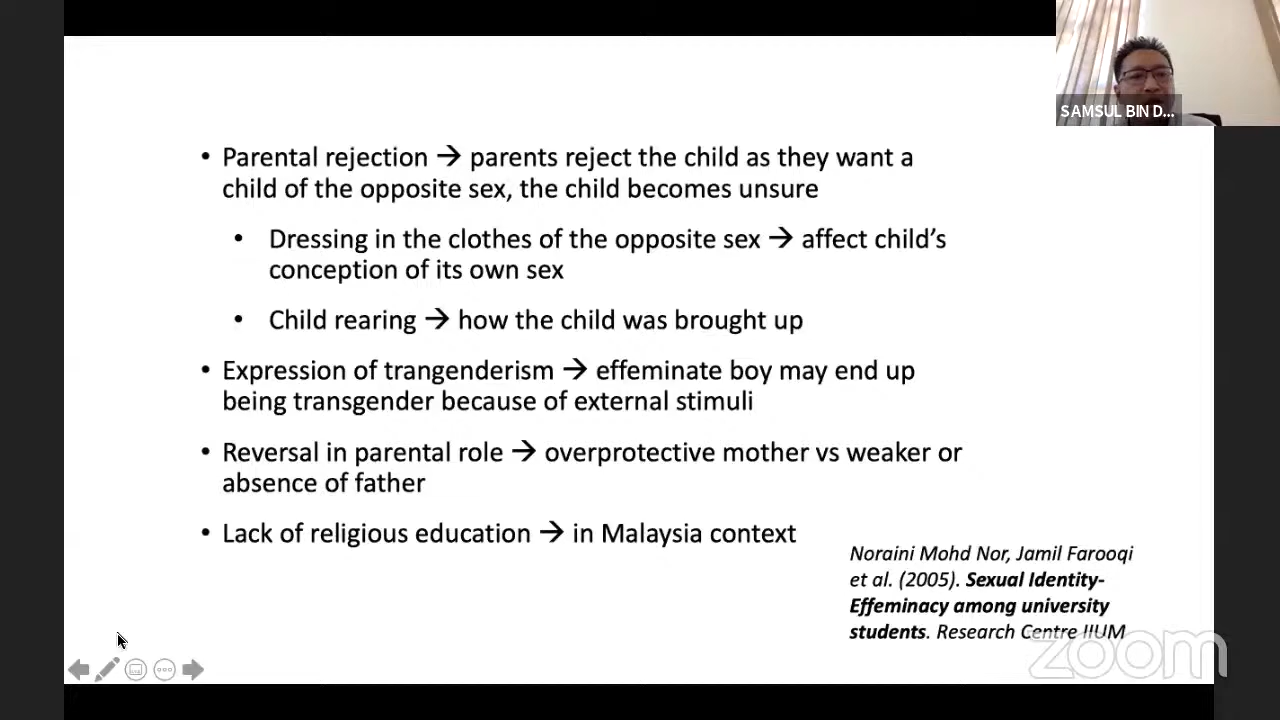 SAMSUL BIN D...
• Parental rejection → parents reject the child as they want a
child of the opposite sex, the child becomes unsure
• Dressing in the clothes of the opposite sex → affect child's
conception of its own sex
• Child rearing → how the child was brought up
• Expression of trangenderism → effeminate boy may end up
being transgender because of external stimuli
• Reversal in parental role → overprotective mother vs weaker or
absence of father
• Lack of religious education → in Malaysia context
Noraini Mohd Nor, Jamil Farooqi
et al. (2005). Sexual Identity-
Effeminacy among university
students. Research Centre IIUM
zoom